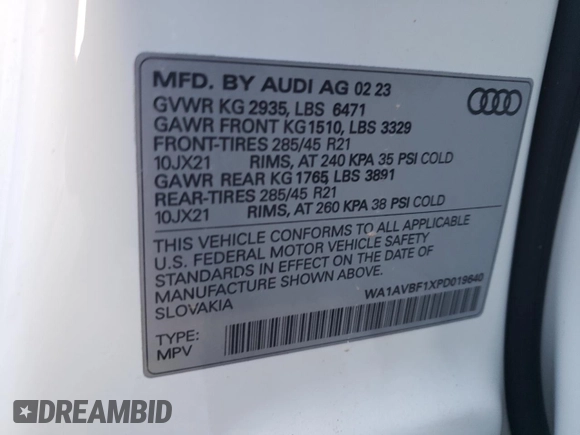 MFD. BY AUDI AG 02 23
GVWR KG 2935, LBS 6471
GAWR FRONT KG1510, LBS 3329
FRONT-TIRES 285/45 R21
10JX21 RIMS, AT 240 KPA 35 PSI COLD
GAWR REAR KG 1765 LBS 3891
REAR-TIRES 285/45 R21
10JX21 RIMS, AT 260 KPA 38 PSI COLD
THIS VEHICLE CONFORMS TO ALL APPLICABLE
U.S. FEDERAL MOTOR VEHICLE SAFETY
STANDARDS IN EFFECT ON THE DATE OF
MANUFACTURE SHOWN ABOVE.
SLOVAKIA
WA1AVBF1XPD019640
TYPE:
MPV
DREAMBID